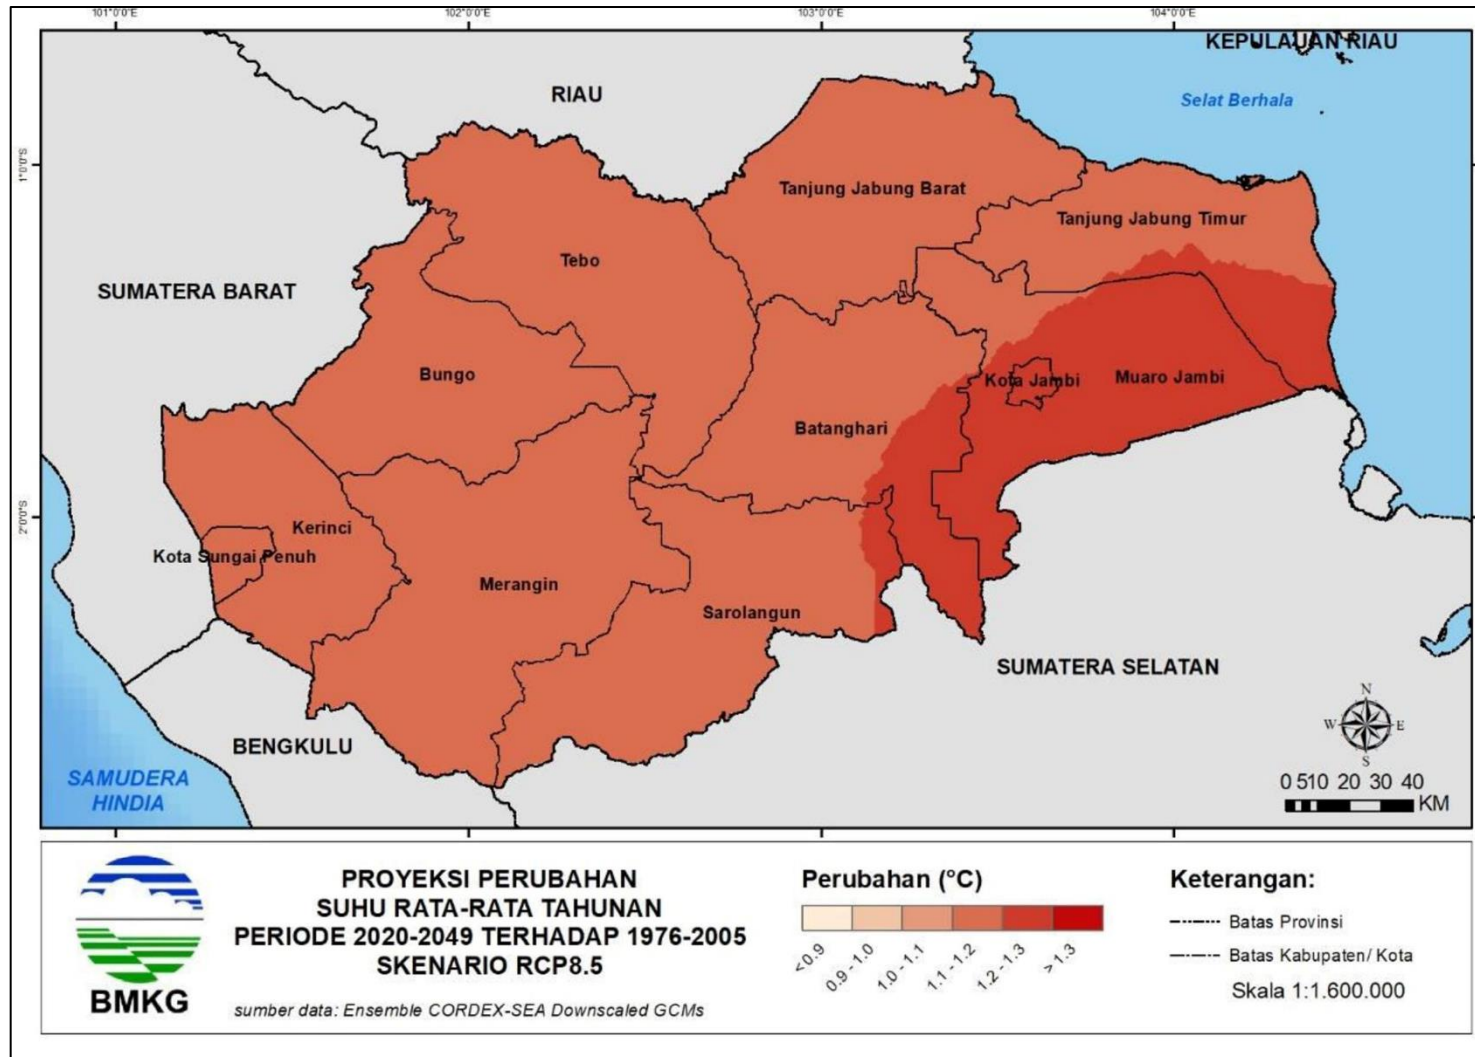 101°0'0"E
102°0'0"E
103°0'0"E
104°0'0"E
KEPULAUAN RIAU
RIAU
Selat Berhala
1°0'0"S
Tanjung Jabung Barat
Tanjung Jabung Timur
Tebo
SUMATERA BARAT
Bungo
Kota Jambi
Muaro Jambi
Batanghari
2°0'0"S
Kerinci
Kota Sungai Penuh
Merangin
Sarolangun
SUMATERA SELATAN
N
W
E
S
BENGKULU
SAMUDERA
HINDIA
0 510 20 30 40
KM
BMKG
PROYEKSI PERUBAHAN
SUHU RATA-RATA TAHUNAN
PERIODE 2020-2049 TERHADAP 1976-2005
SKENARIO RCP8.5
sumber data: Ensemble CORDEX-SEA Downscaled GCMs
Perubahan (°C)
< 0.9
0.9 - 1.0
1.0 - 1.1
1.1 - 1.2
1.2 - 1.3
> 1.3
Keterangan:
Batas Provinsi
Batas Kabupaten/ Kota
Skala 1:1.600.000